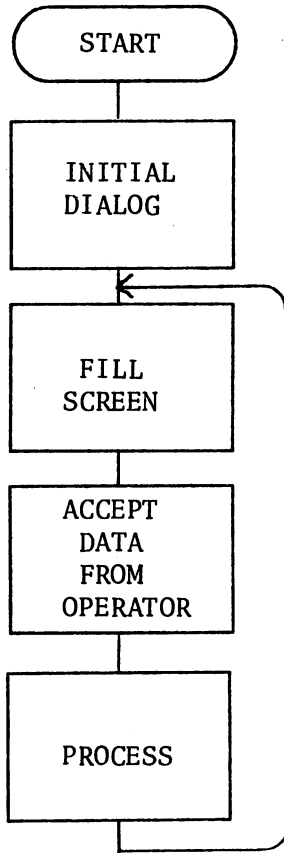 START
INITIAL
DIALOG
FILL
SCREEN
ACCEPT
DATA
FROM
OPERATOR
PROCESS